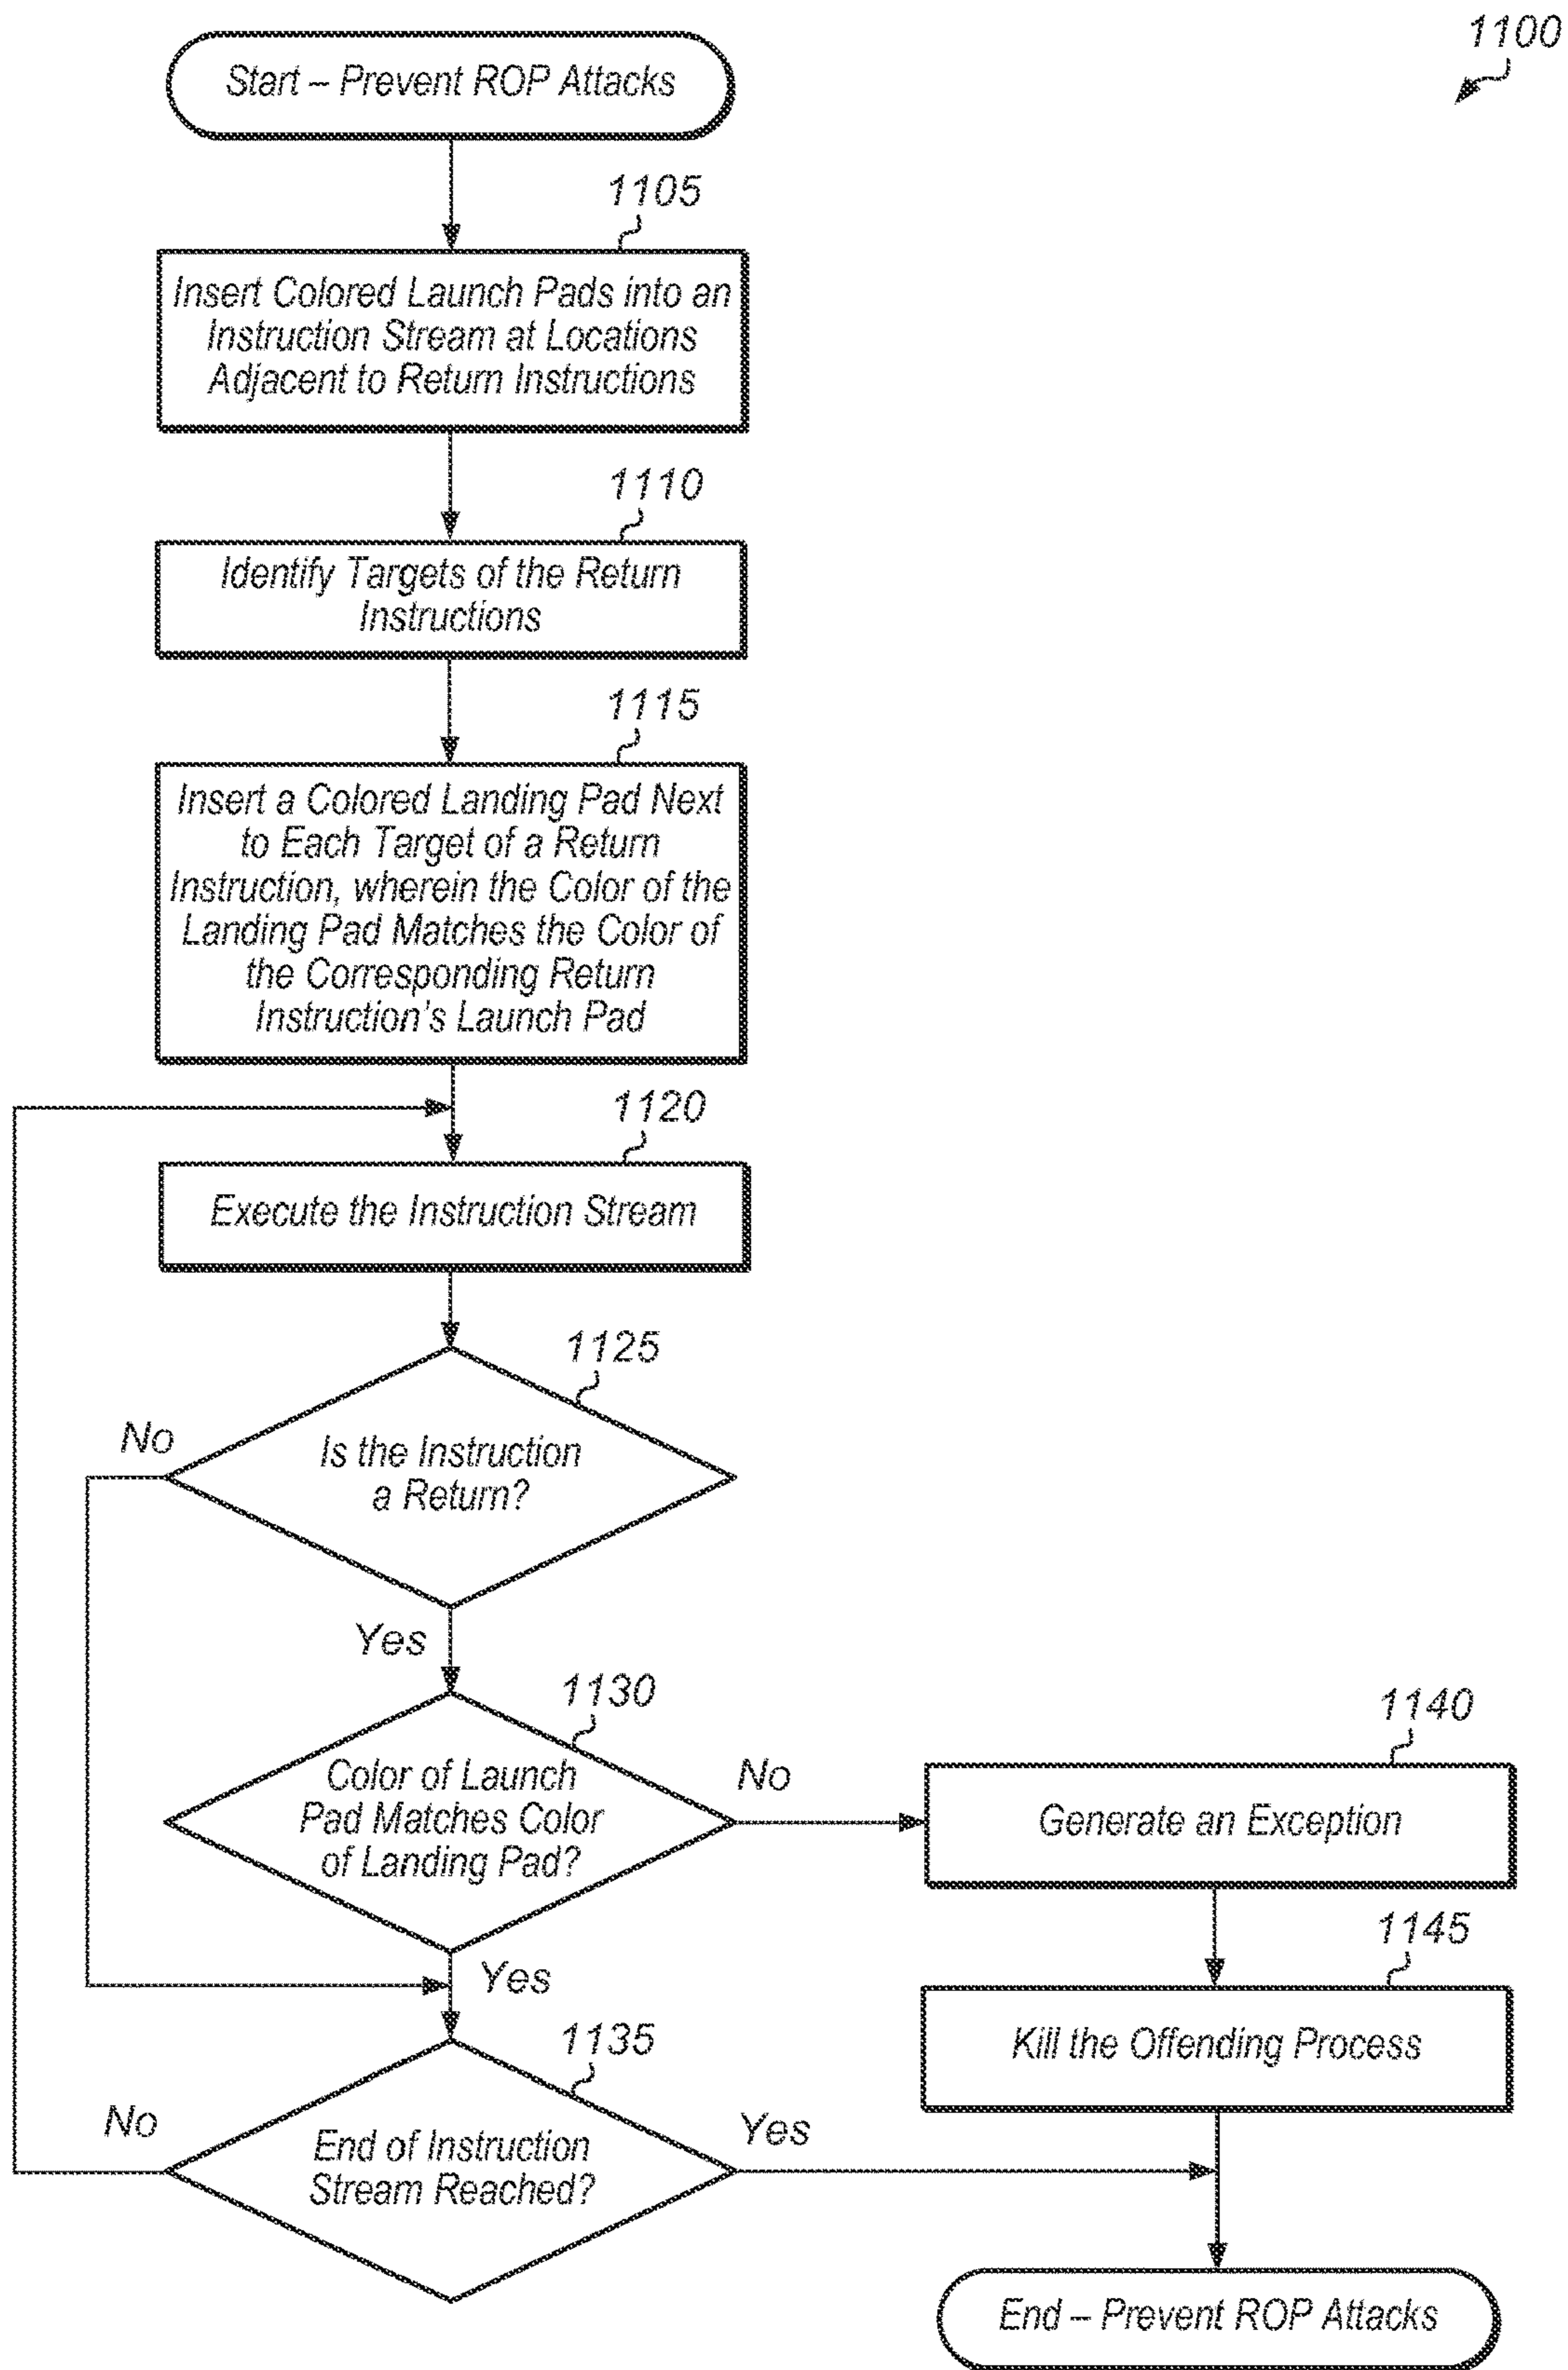 1100
Start – Prevent ROP Attacks
1105
Insert Colored Launch Pads into an
Instruction Stream at Locations
Adjacent to Return Instructions
1110
Identify Targets of the Return
Instructions
1115
Insert a Colored Landing Pad Next
to Each Target of a Return
Instruction, wherein the Color of the
Landing Pad Matches the Color of
the Corresponding Return
Instruction's Launch Pad
1120
Execute the Instruction Stream
1125
No
Is the Instruction
a Return?
Yes
1130
Color of Launch
Pad Matches Color
of Landing Pad?
No
1140
Generate an Exception
Yes
1145
Kill the Offending Process
1135
No
End of Instruction
Stream Reached?
Yes
End – Prevent ROP Attacks